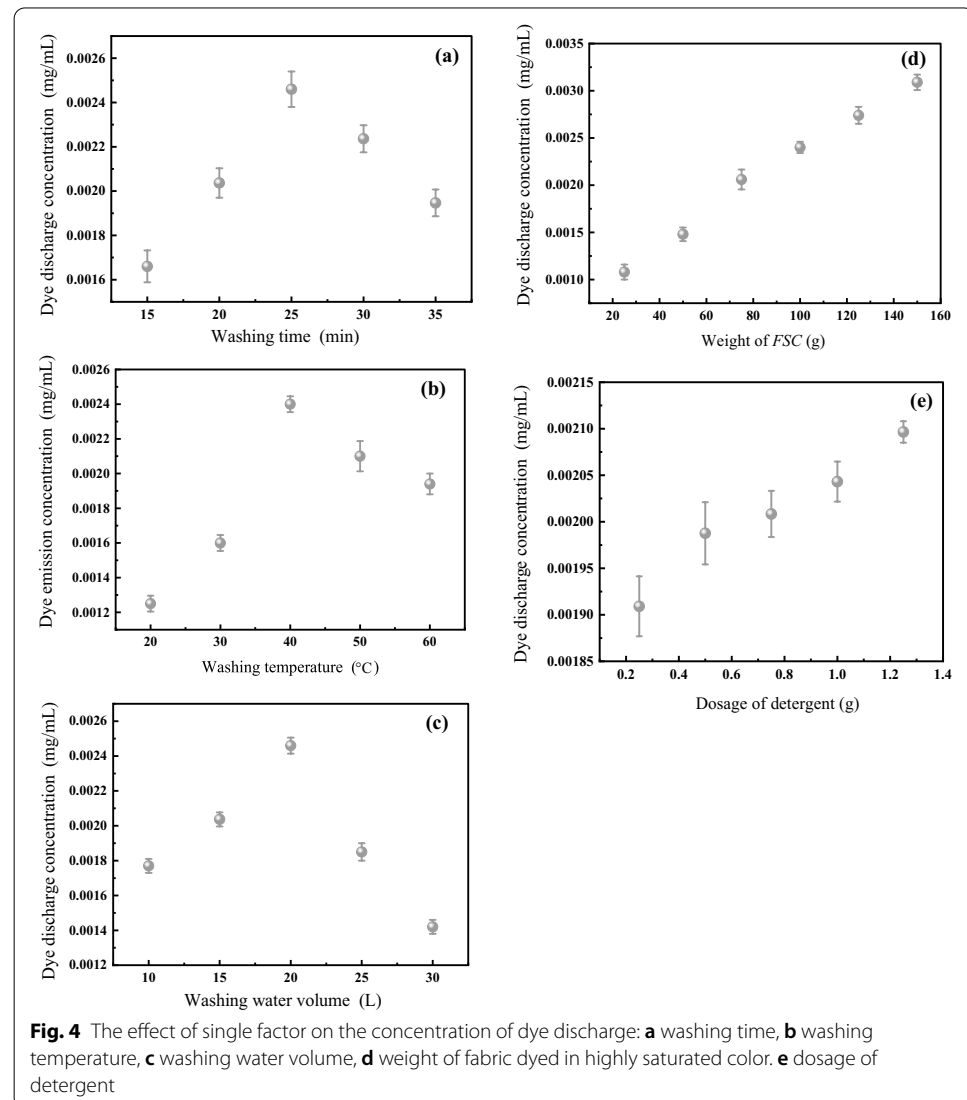 (a)
Dye discharge concentration (mg/mL)
0.0026
0.0024
0.0022
0.0020
0.0018
0.0016
15 20 25 30 35
Washing time (min)
(b)
Dye emission concentration (mg/mL)
0.0026
0.0024
0.0022
0.0020
0.0018
0.0016
0.0014
0.0012
20 30 40 50 60
Washing temperature (°C)
(c)
Dye discharge concentration (mg/mL)
0.0026
0.0024
0.0022
0.0020
0.0018
0.0016
0.0014
0.0012
10 15 20 25 30
Washing water volume (L)
(d)
Dye discharge concentration (mg/mL)
0.0035
0.0030
0.0025
0.0020
0.0015
0.0010
20 40 60 80 100 120 140 160
Weight of FSC (g)
(e)
Dye discharge concentration (mg/mL)
0.00215
0.00210
0.00205
0.00200
0.00195
0.00190
0.00185
0.2 0.4 0.6 0.8 1.0 1.2 1.4
Dosage of detergent (g)
Fig. 4 The effect of single factor on the concentration of dye discharge: a washing time, b washing
temperature, c washing water volume, d weight of fabric dyed in highly saturated color. e dosage of
detergent